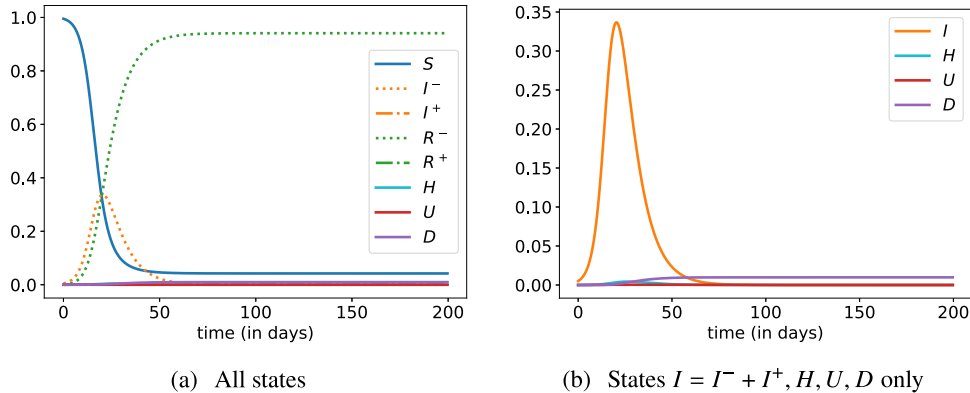 1.0
0.8
0.6
0.4
0.2
0.0
0
50
100
150
200
time (in days)
S
I⁻
I⁺
R⁻
R⁺
H
U
D
(a) All states
0.35
0.30
0.25
0.20
0.15
0.10
0.05
0.00
0
50
100
150
200
time (in days)
I
H
U
D
(b) States I = I⁻ + I⁺, H, U, D only